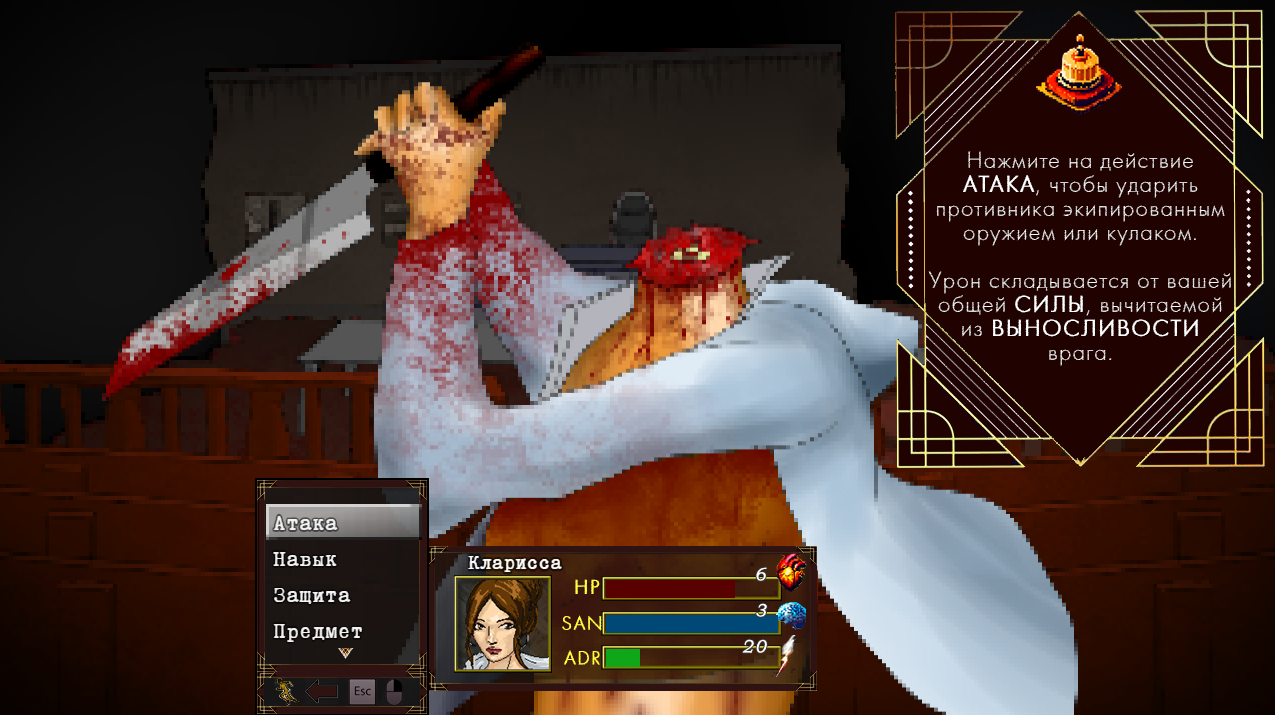 Нажмите на действие
АТАКА, чтобы ударить
противника экипированным
оружием или кулаком.
Урон складывается от вашей
общей СИЛЫ, вычитаемой
из ВЫНОСЛИВОСТИ
врага.
Атака
Навык
Защита
Предмет
Esc
Кларисса
HP 6
SAN 3
ADR 20